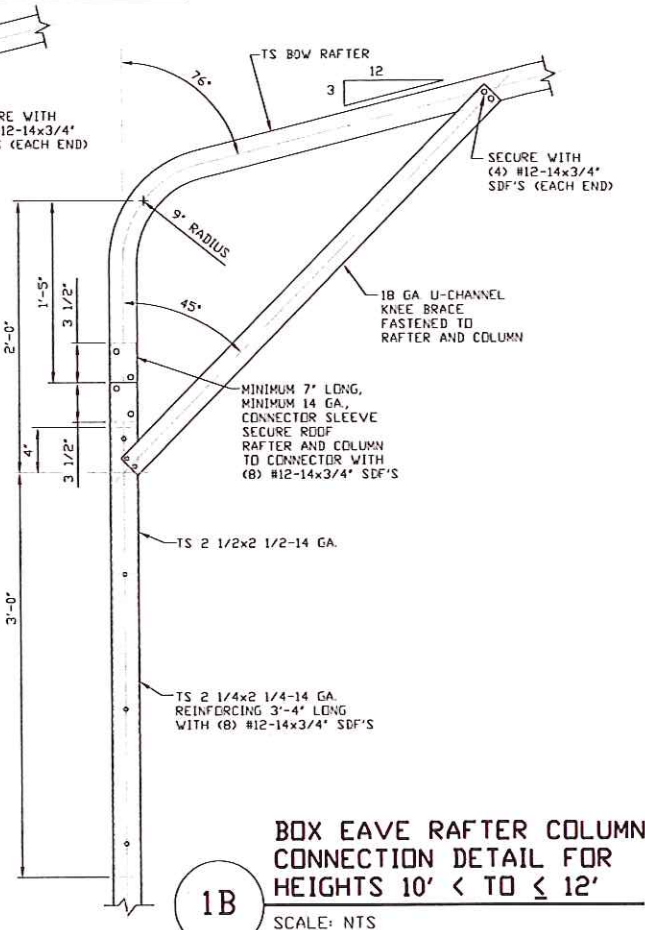 RE WITH
12-14x3/4"
S (EACH END)
76°
TS BOW RAFTER
12
3
SECURE WITH
(4) #12-14x3/4"
SDF'S (EACH END)
9" RADIUS
2'-0"
1'-5"
3 1/2"
45°
18 GA U-CHANNEL
KNEE BRACE
FASTENED TO
RAFTER AND COLUMN
MINIMUM 7" LONG,
MINIMUM 14 GA.,
CONNECTOR SLEEVE
SECURE ROOF
RAFTER AND COLUMN
TO CONNECTOR WITH
(8) #12-14x3/4" SDF'S
4"
3 1/2"
TS 2 1/2x2 1/2-14 GA.
3'-0"
TS 2 1/4x2 1/4-14 GA.
REINFORCING 3'-4" LONG
WITH (8) #12-14x3/4" SDF'S
1B
BOX EAVE RAFTER COLUMN
CONNECTION DETAIL FOR
HEIGHTS 10' < TO ≤ 12'
SCALE: NTS